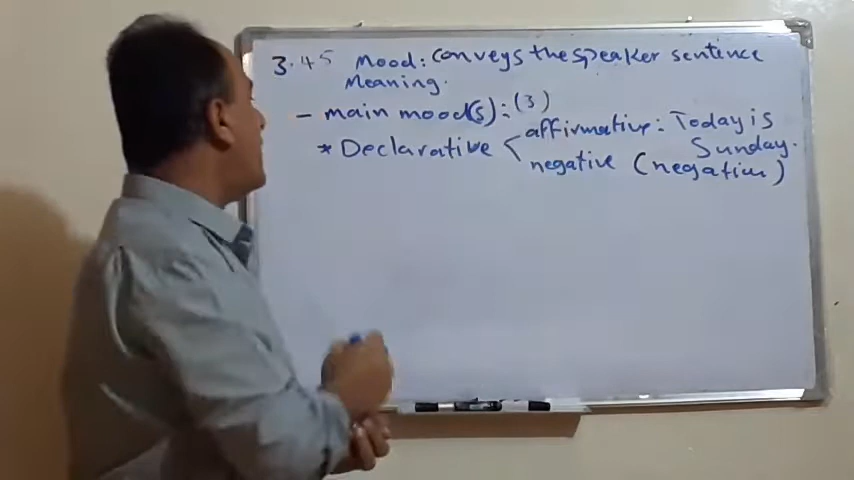 3.45 Mood: conveys the speaker sentence
Meaning.
- main mood(s): (3)
* Declarative < affirmative: Today is
Sunday.
negative (negation)